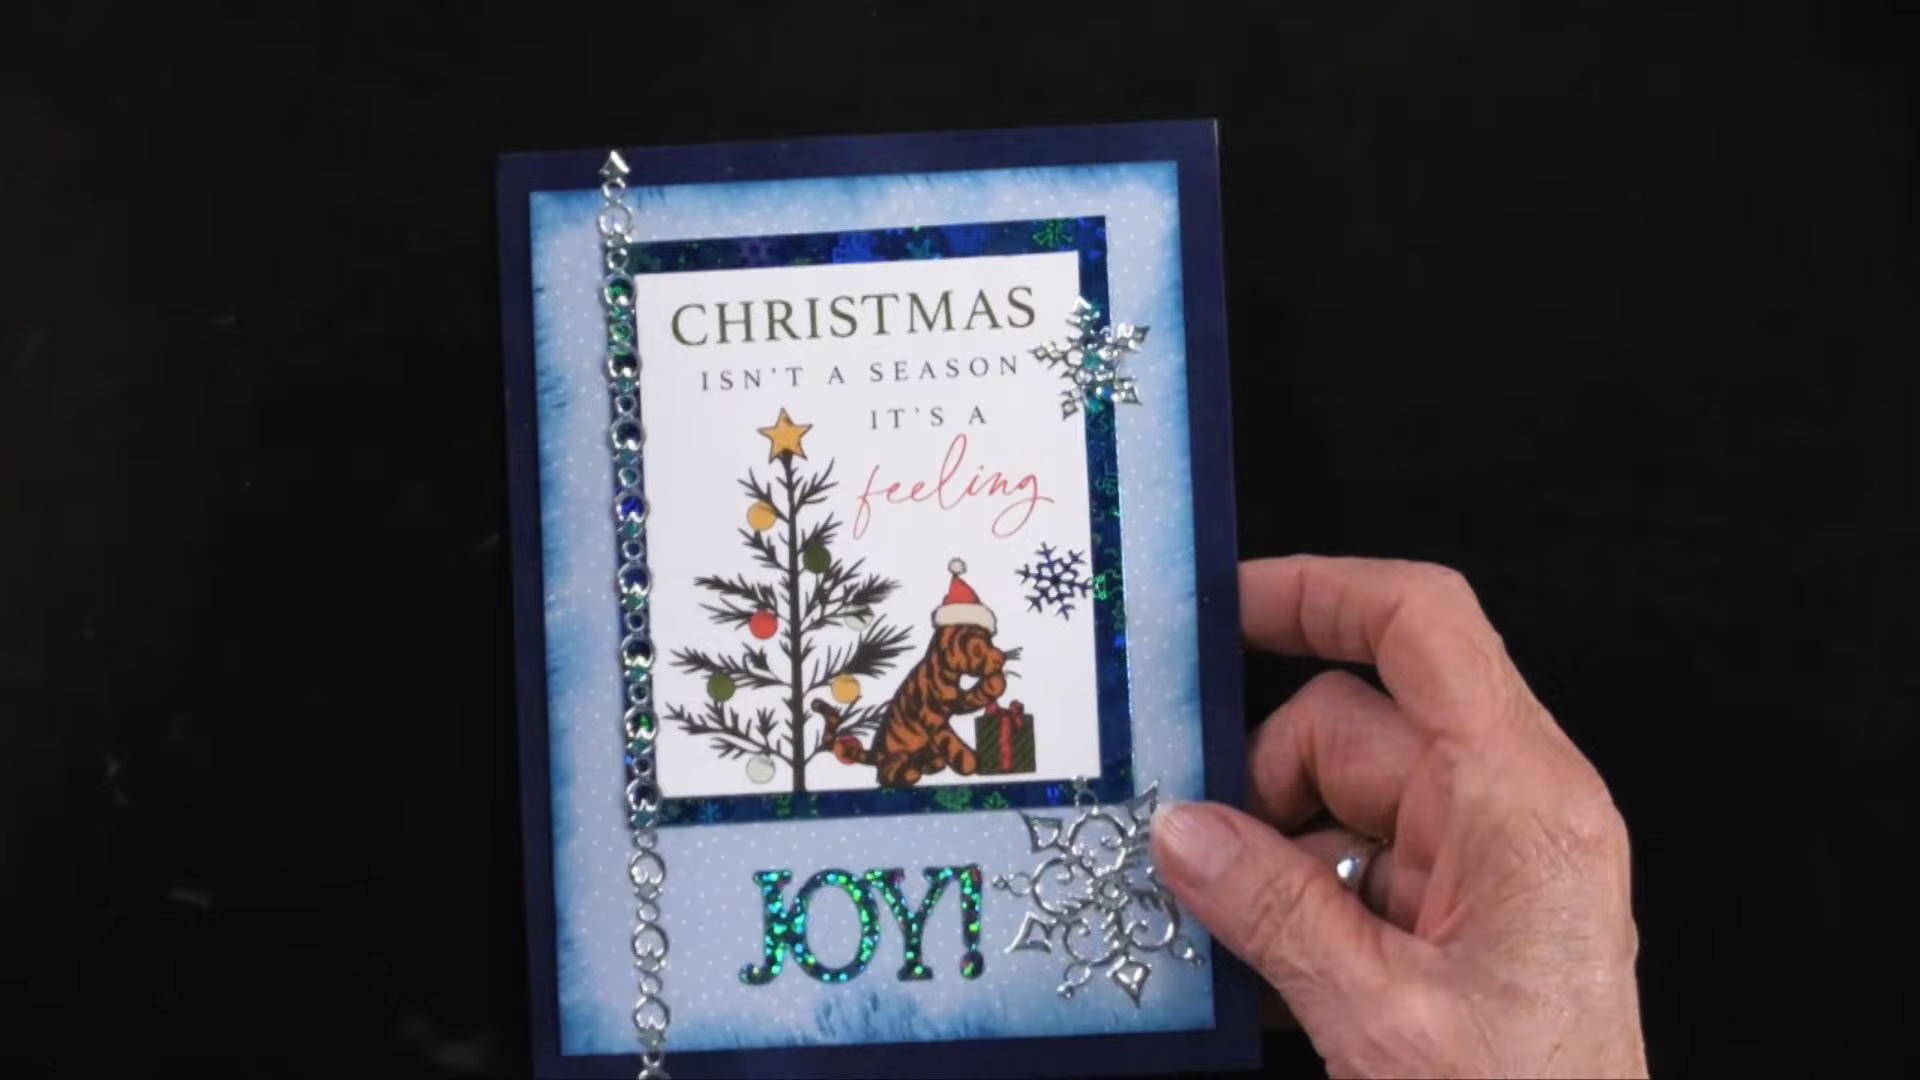 CHRISTMAS
ISN'T A SEASON
IT'S A
feeling
JOY!